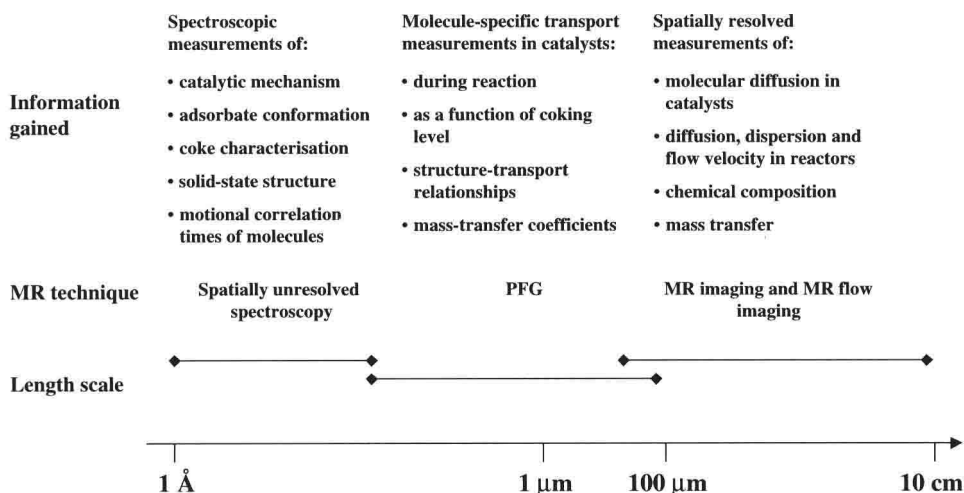 Spectroscopic
measurements of:
• catalytic mechanism
• adsorbate conformation
• coke characterisation
• solid-state structure
• motional correlation
times of molecules
Molecule-specific transport
measurements in catalysts:
• during reaction
• as a function of coking
level
• structure-transport
relationships
• mass-transfer coefficients
Spatially resolved
measurements of:
• molecular diffusion in
catalysts
• diffusion, dispersion and
flow velocity in reactors
• chemical composition
• mass transfer
Information
gained
MR technique
Spatially unresolved
spectroscopy
PFG
MR imaging and MR flow
imaging
Length scale
1 Å
1 μm
100 μm
10 cm